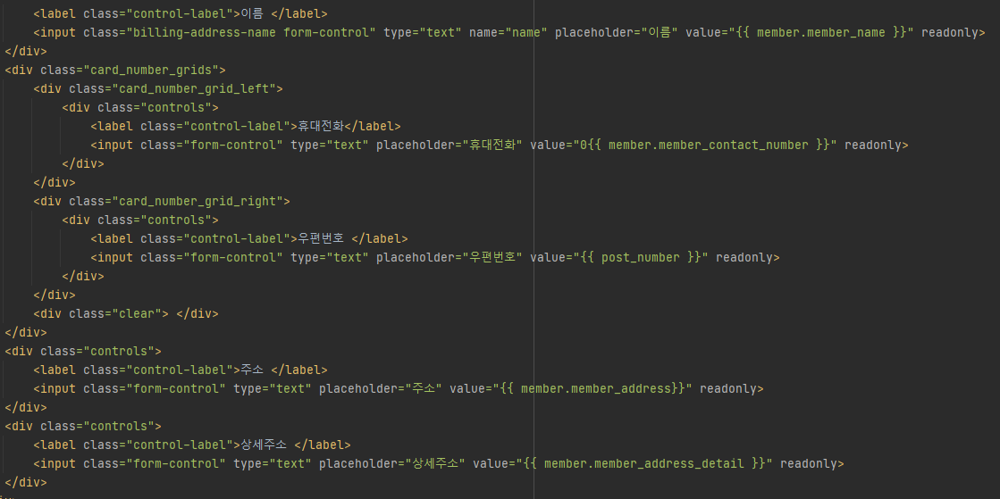 <label class="control-label">이름 </label>
<input class="billing-address-name form-control" type="text" name="name" placeholder="이름" value="{{ member.member_name }}" readonly>
</div>
<div class="card_number_grids">
<div class="card_number_grid_left">
<div class="controls">
<label class="control-label">휴대전화</label>
<input class="form-control" type="text" placeholder="휴대전화" value="0{{ member.member_contact_number }}" readonly>
</div>
</div>
<div class="card_number_grid_right">
<div class="controls">
<label class="control-label">우편번호 </label>
<input class="form-control" type="text" placeholder="우편번호" value="{{ post_number }}" readonly>
</div>
</div>
<div class="clear"> </div>
</div>
<div class="controls">
<label class="control-label">주소 </label>
<input class="form-control" type="text" placeholder="주소" value="{{ member.member_address}}" readonly>
</div>
<div class="controls">
<label class="control-label">상세주소 </label>
<input class="form-control" type="text" placeholder="상세주소" value="{{ member.member_address_detail }}" readonly>
</div>